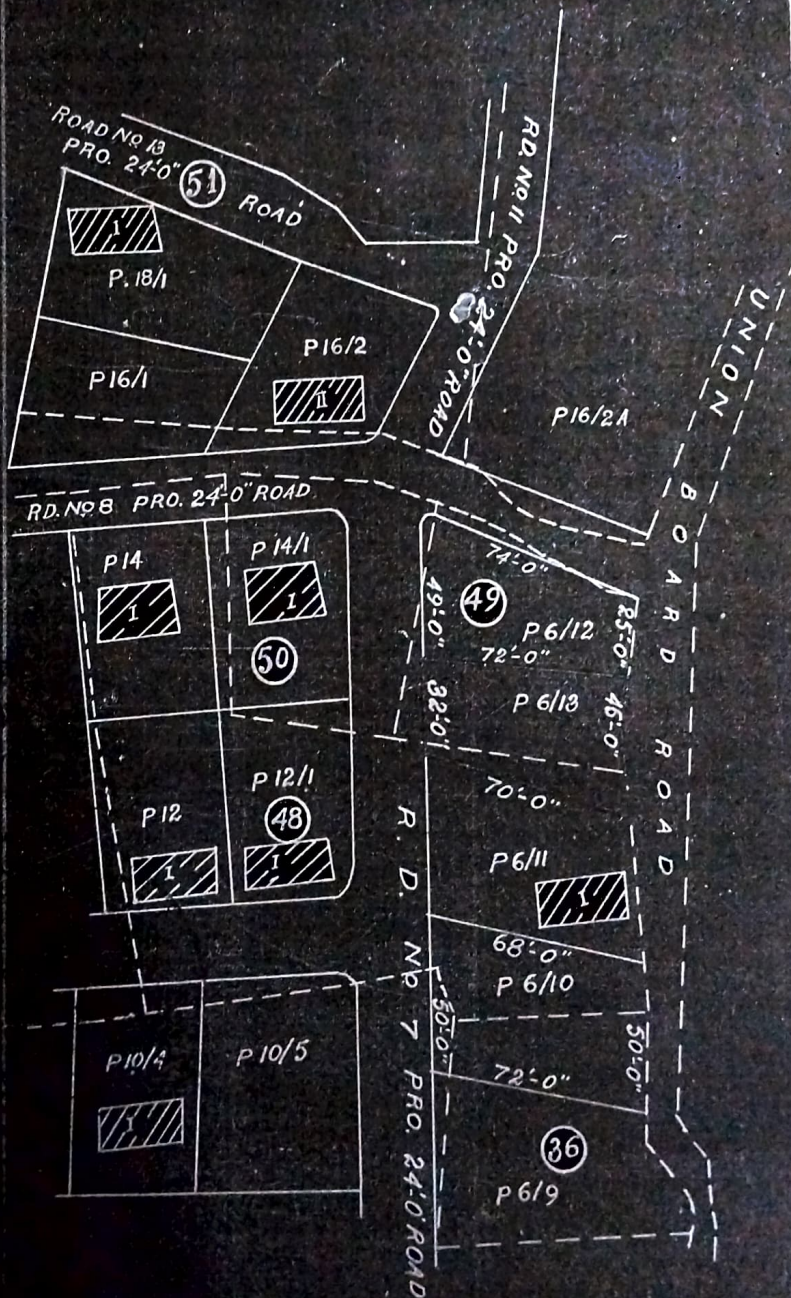 ROAD Nº 13
PRO. 24'-0"
51
ROAD
RD. Nº 11 PRO. 24'-0" ROAD
I
P. 18/1
P16/2
P16/1
II
P16/2A
UNION BOARD ROAD
RD. Nº 8 PRO. 24'-0" ROAD
P14
P 14/1
I
I
50
74'-0"
49'-0"
49
P 6/12
25'-0"
72'-0"
P 6/13
32'-0"
46'-0"
70'-0"
P12
P 12/1
48
I
I
P 6/11
68'-0"
P 6/10
50'-0"
50'-0"
R. D. Nº 7 PRO. 24'-0' ROAD
P10/4
P 10/5
I
72'-0"
36
P 6/9